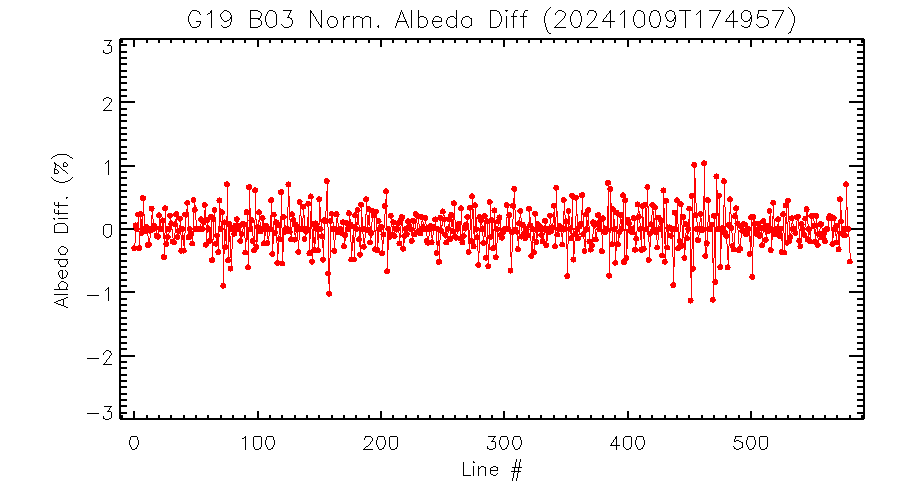 G19 B03 Norm. Albedo Diff (20241009T174957)
3
2
1
0
-1
-2
-3
Albedo Diff. (%)
0 100 200 300 400 500
Line #